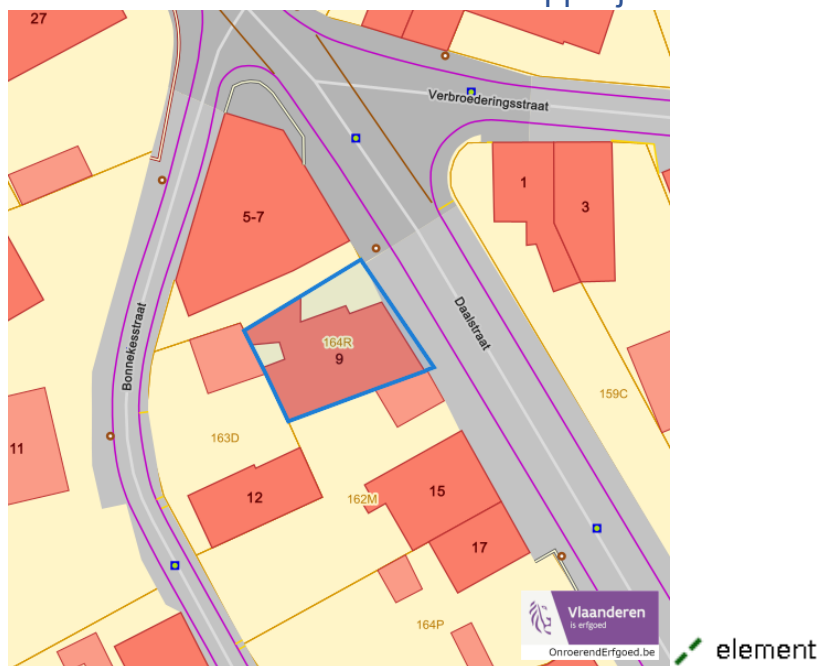 27
Verbroederingsstraat
1
3
5-7
Bonnekesstraat
Daalstraat
164R
9
159C
11
163D
12
162M
15
17
164P
Vlaanderen
is erfgoed
OnroerendErfgoed.be
element